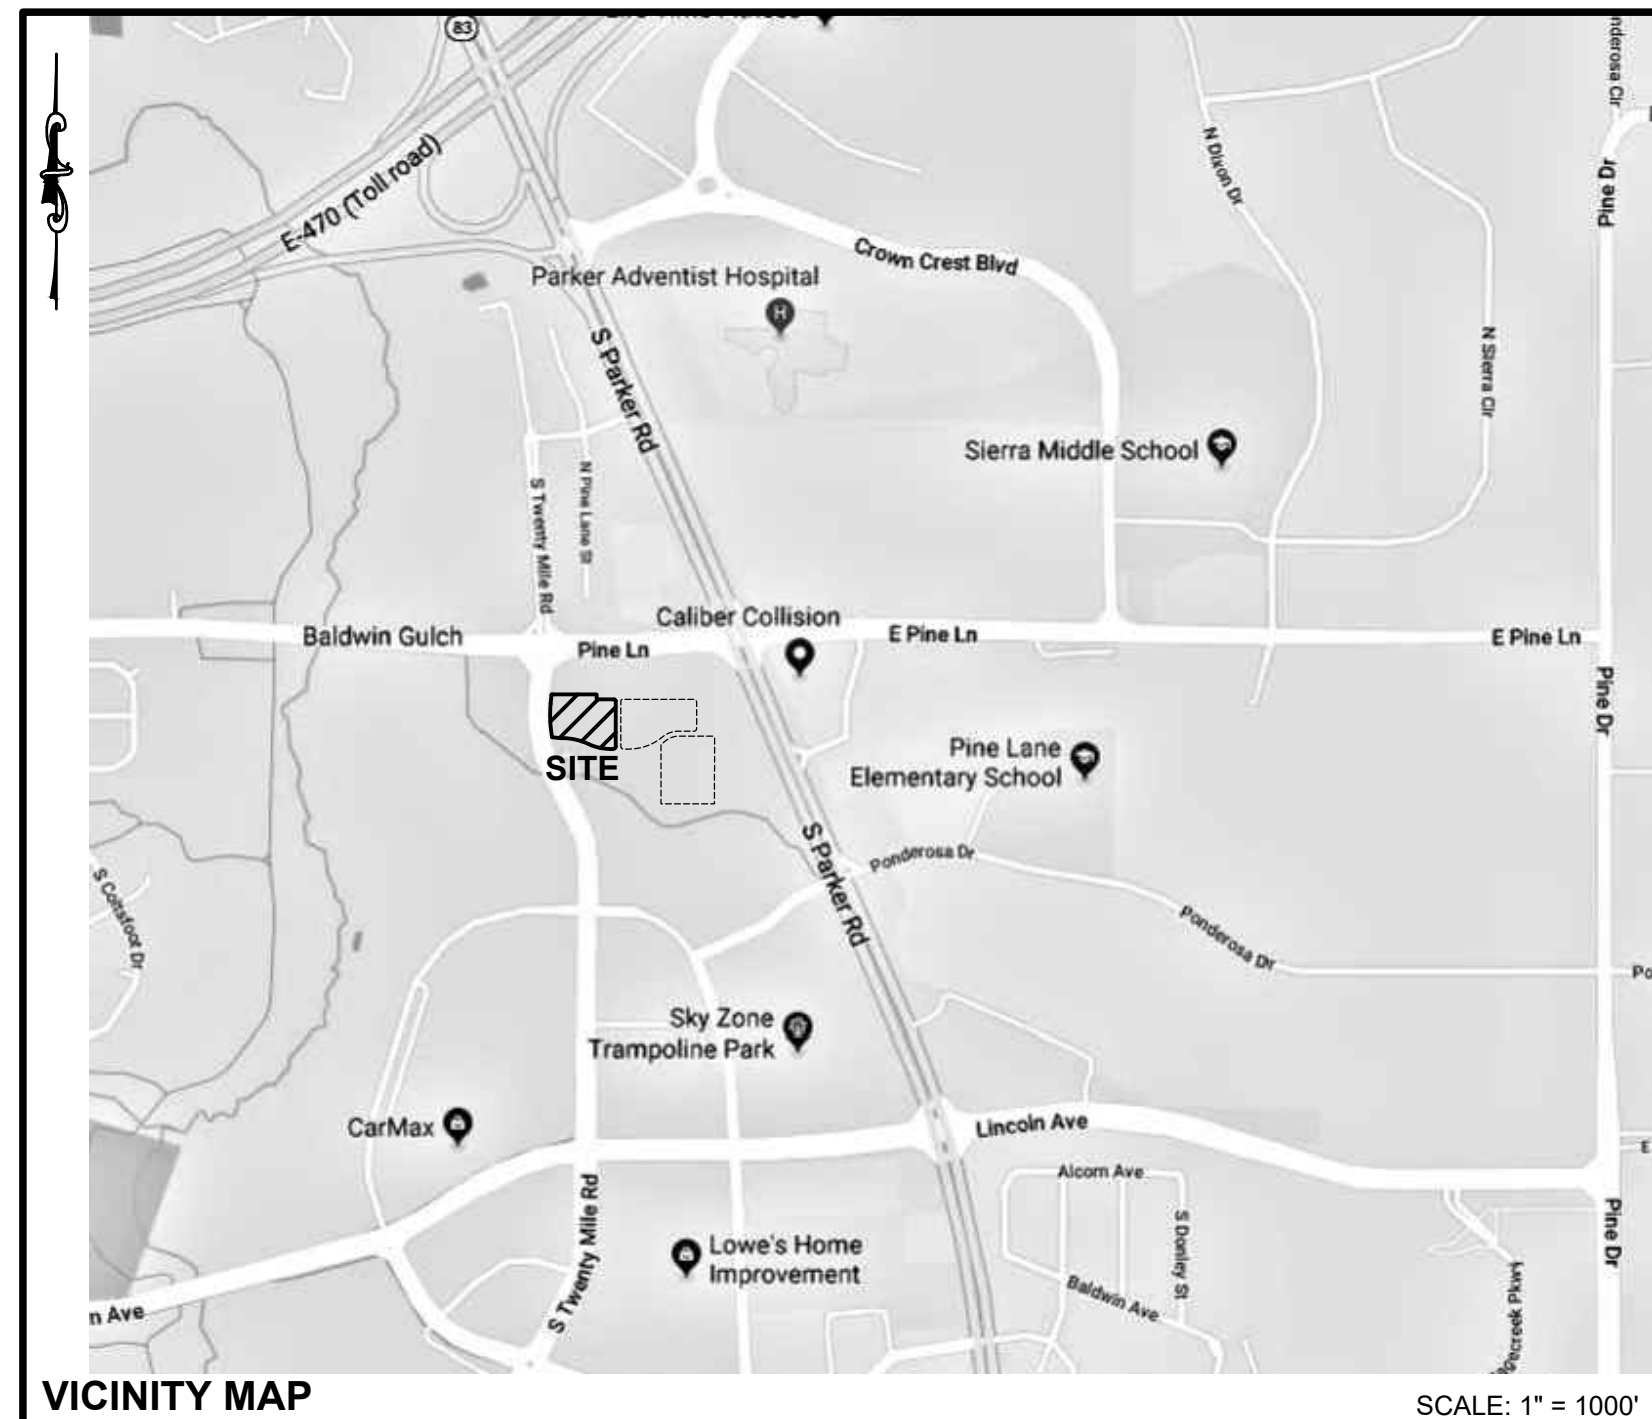 83
E-470 (Toll road)
Crown Crest Blvd
N Dixon Dr
Pine Dr
Parker Adventist Hospital
H
S Parker Rd
N Sierra Cir
Sierra Middle School
S Twenty Mile Rd
N Pine Lane St
Caliber Collision
Baldwin Gulch
Pine Ln
E Pine Ln
E Pine Ln
Pine Dr
SITE
Pine Lane
Elementary School
S Parker Rd
Ponderosa Dr
S Coltsfoot Dr
Ponderosa Dr
Po
Sky Zone
Trampoline Park
CarMax
Lincoln Ave
E
Alcorn Ave
S Twenty Mile Rd
S Donley St
Pine Dr
Lowe's Home
Improvement
Baldwin Ave
n Ave
VICINITY MAP
SCALE: 1" = 1000'